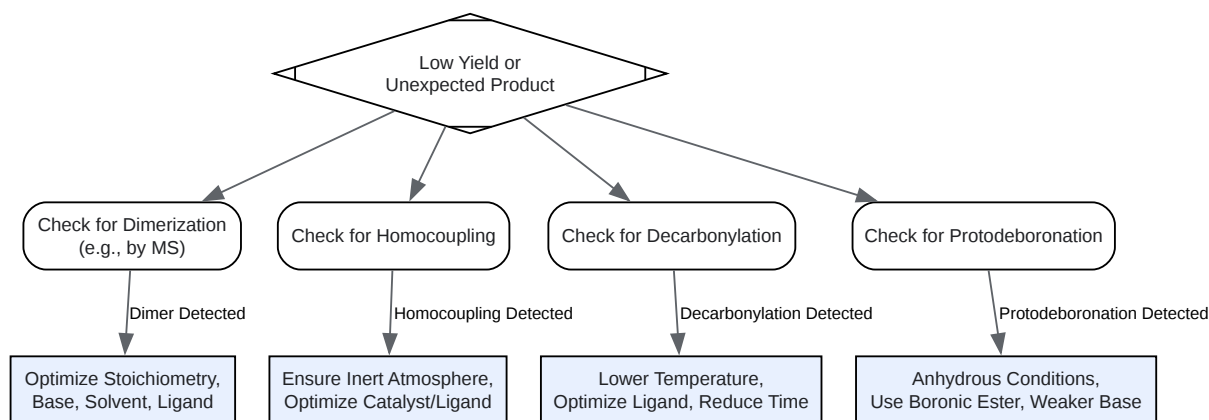 Low Yield or
Unexpected Product
Check for Dimerization
(e.g., by MS)
Check for Homocoupling
Check for Decarbonylation
Check for Protodeboronation
Dimer Detected
Homocoupling Detected
Decarbonylation Detected
Protodeboronation Detected
Optimize Stoichiometry,
Base, Solvent, Ligand
Ensure Inert Atmosphere,
Optimize Catalyst/Ligand
Lower Temperature,
Optimize Ligand, Reduce Time
Anhydrous Conditions,
Use Boronic Ester, Weaker Base